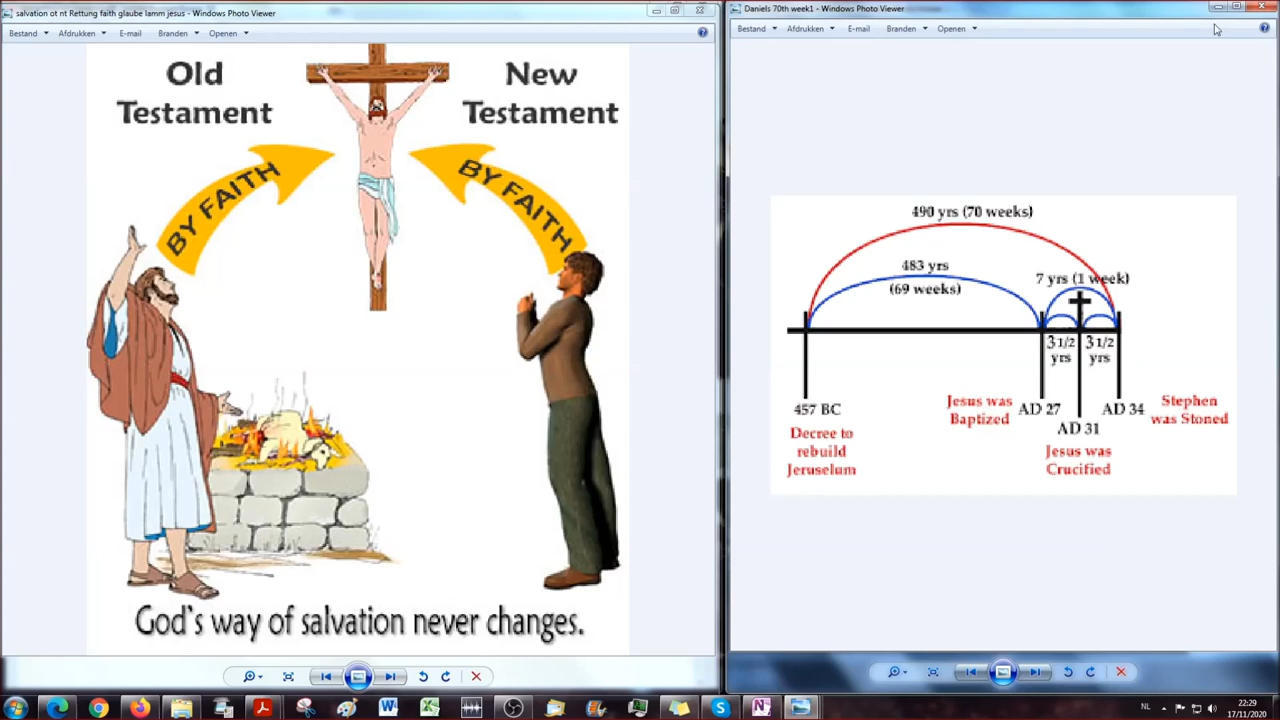 salvation ot nt Rettung faith glaube lamm jesus - Windows Photo Viewer
Bestand Afdrukken E-mail Branden Openen
Old
Testament
New
Testament
BY FAITH
BY FAITH
God's way of salvation never changes.
Daniels 70th week1 - Windows Photo Viewer
Bestand Afdrukken E-mail Branden Openen
490 yrs (70 weeks)
483 yrs
(69 weeks)
7 yrs (1 week)
3 1/2
yrs
3 1/2
yrs
457 BC
Decree to
rebuild
Jeruselum
Jesus was
Baptized
AD 27
AD 31
Jesus was
Crucified
AD 34
Stephen
was Stoned
NL
22:29
17/11/2020